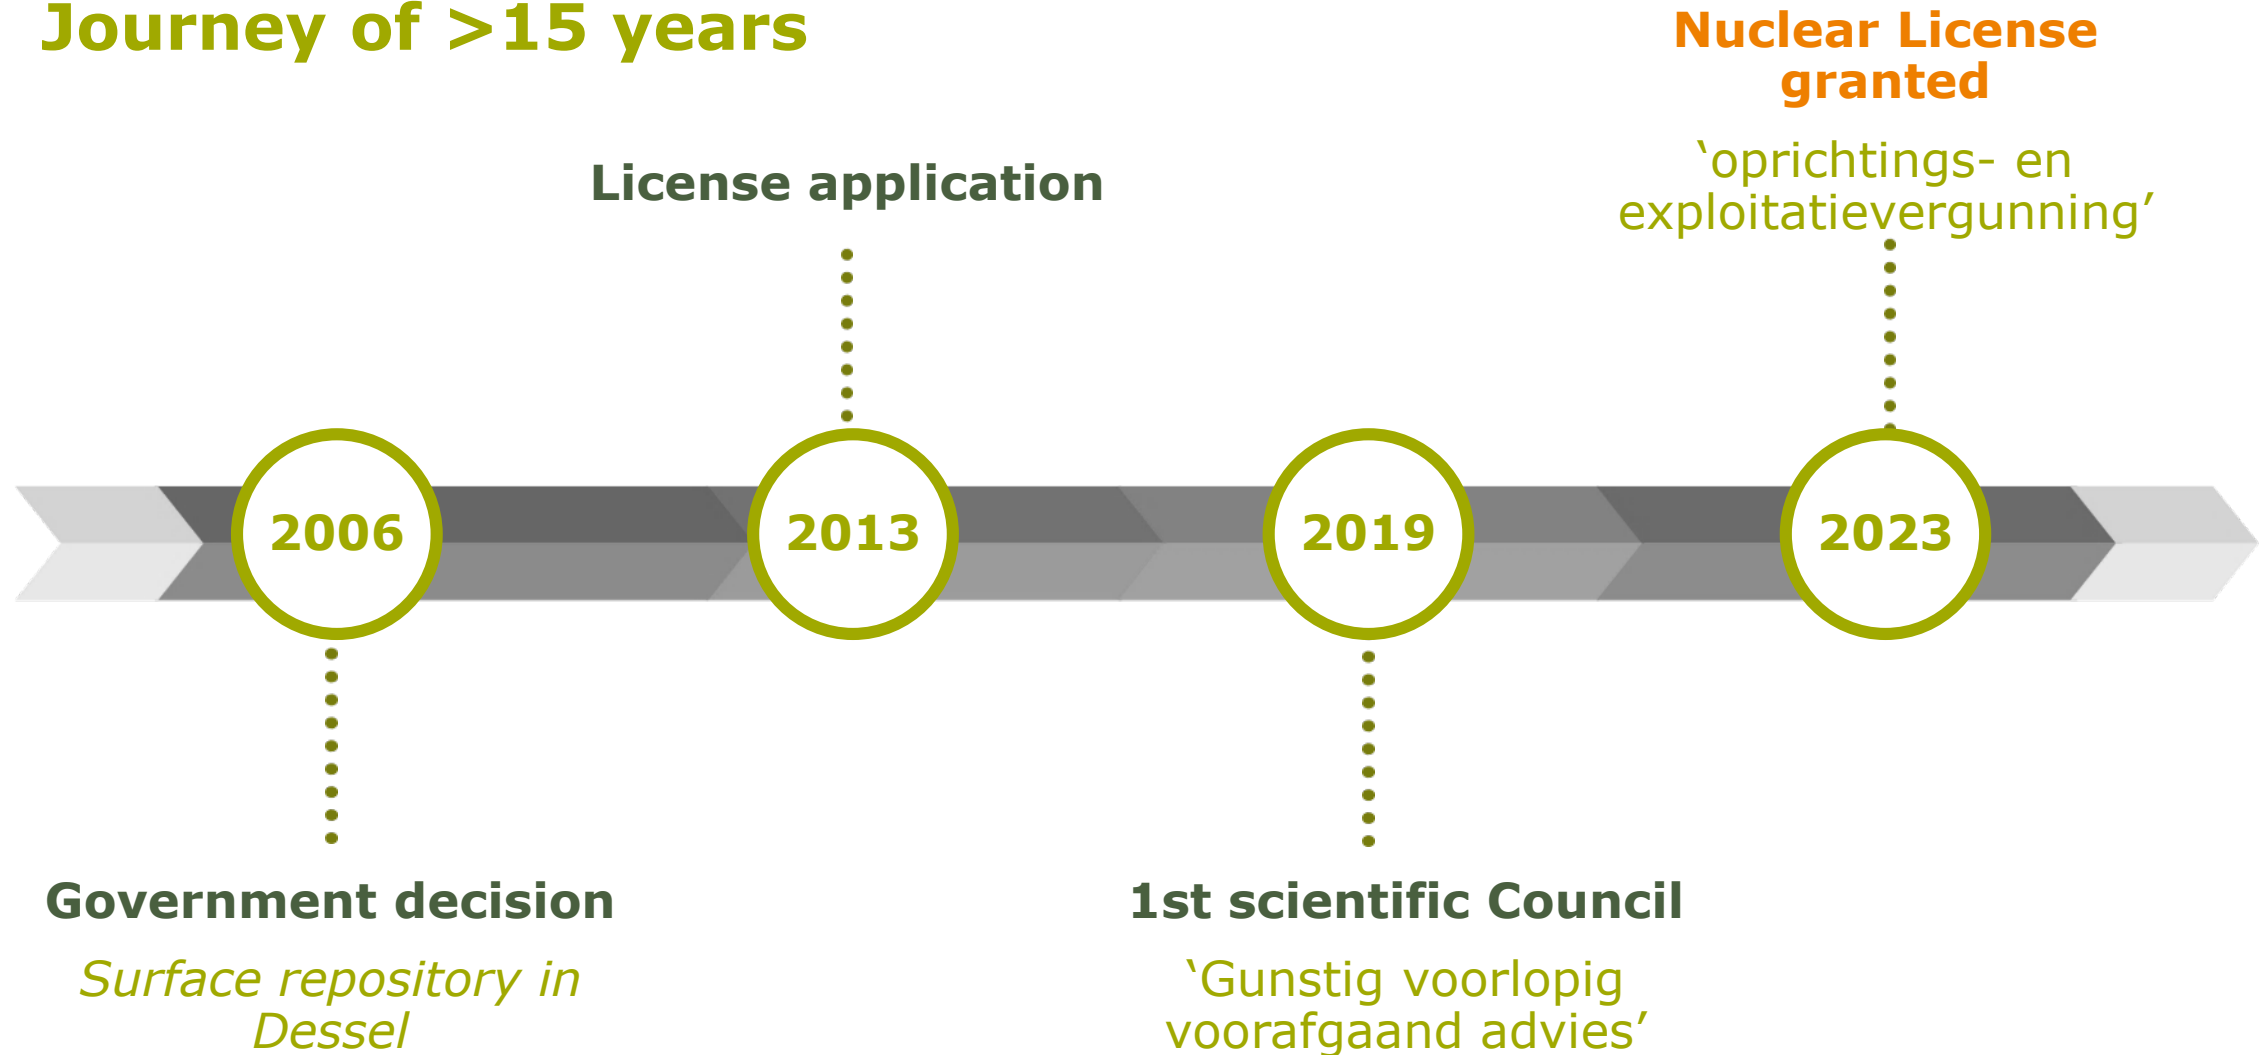 Journey of >15 years
Nuclear License
granted
‘oprichtings- en
exploitatievergunning’
License application
2006
2013
2019
2023
Government decision
Surface repository in
Dessel
1st scientific Council
‘Gunstig voorlopig
voorafgaand advies’